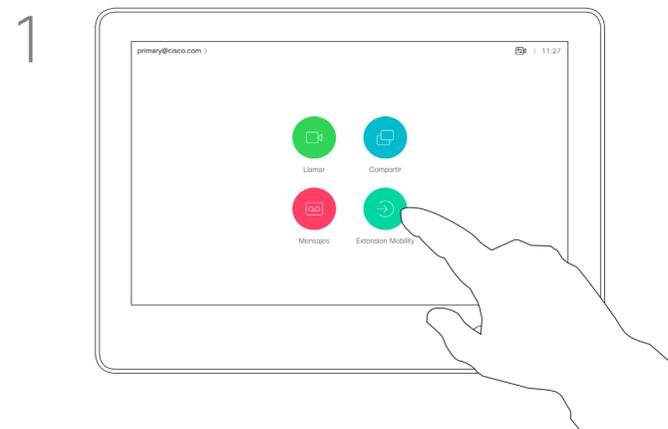 1
primary@cisco.com >
11:27
Llamar
Compartir
Mensajes
Extension Mobility